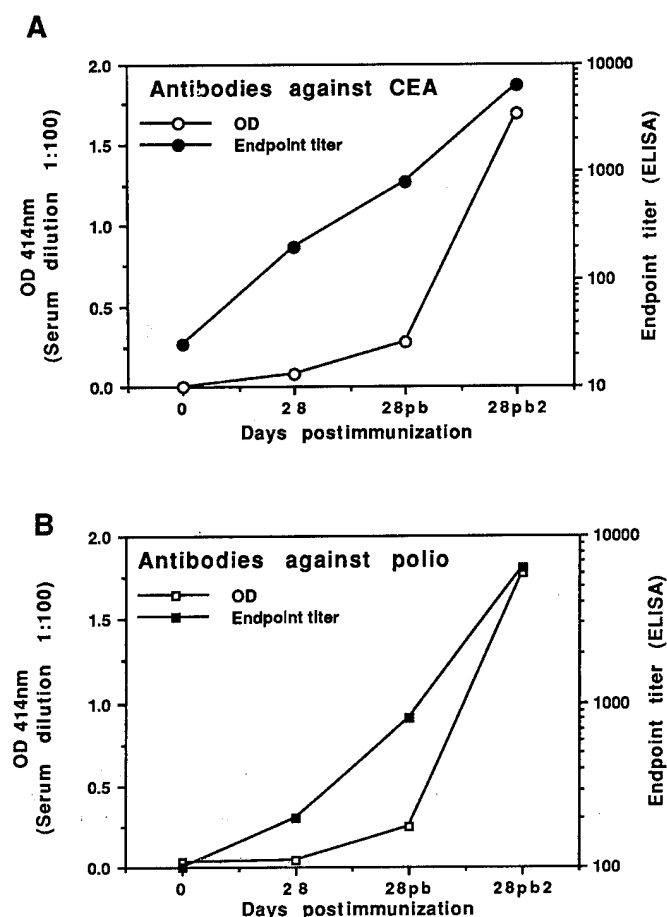 A
Antibodies against CEA
OD
Endpoint titer
2.0
1.5
1.0
0.5
0.0
OD 414nm
(Serum dilution 1:100)
10000
1000
100
10
Endpoint titer (ELISA)
0 28 28pb 28pb2
Days postimmunization
B
Antibodies against polio
OD
Endpoint titer
2.0
1.5
1.0
0.5
0.0
OD 414nm
(Serum dilution 1:100)
10000
1000
100
Endpoint titer (ELISA)
0 28 28pb 28pb2
Days postimmunization